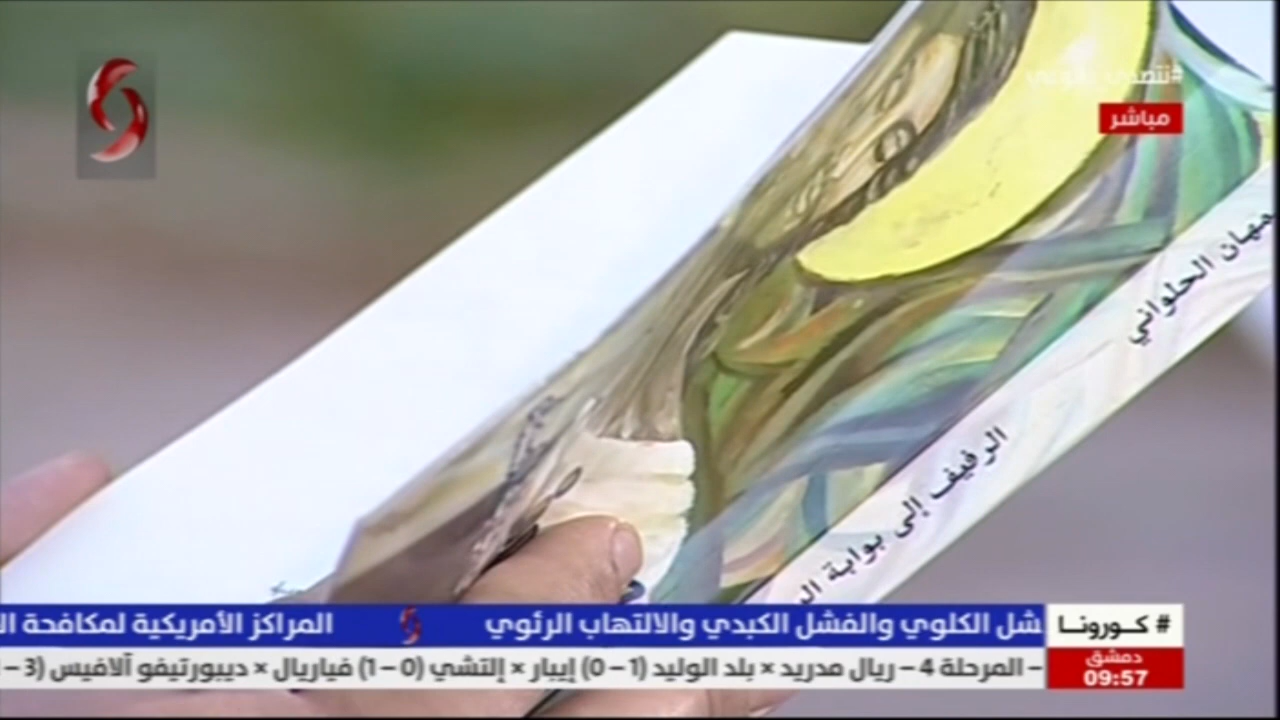 مباشر
الحلواني
الرفيف إلى بوابة
# كورونا
شل الكلوي والفشل الكبدي والالتهاب الرئوي
المراكز الأمريكية لمكافحة
دمشق
09:57
– المرحلة 4 – ريال مدريد × بلد الوليد (1 – 0) إيبار × إلتشي (0 – 1) فياريال × ديبورتيفو آلافيس (3 –